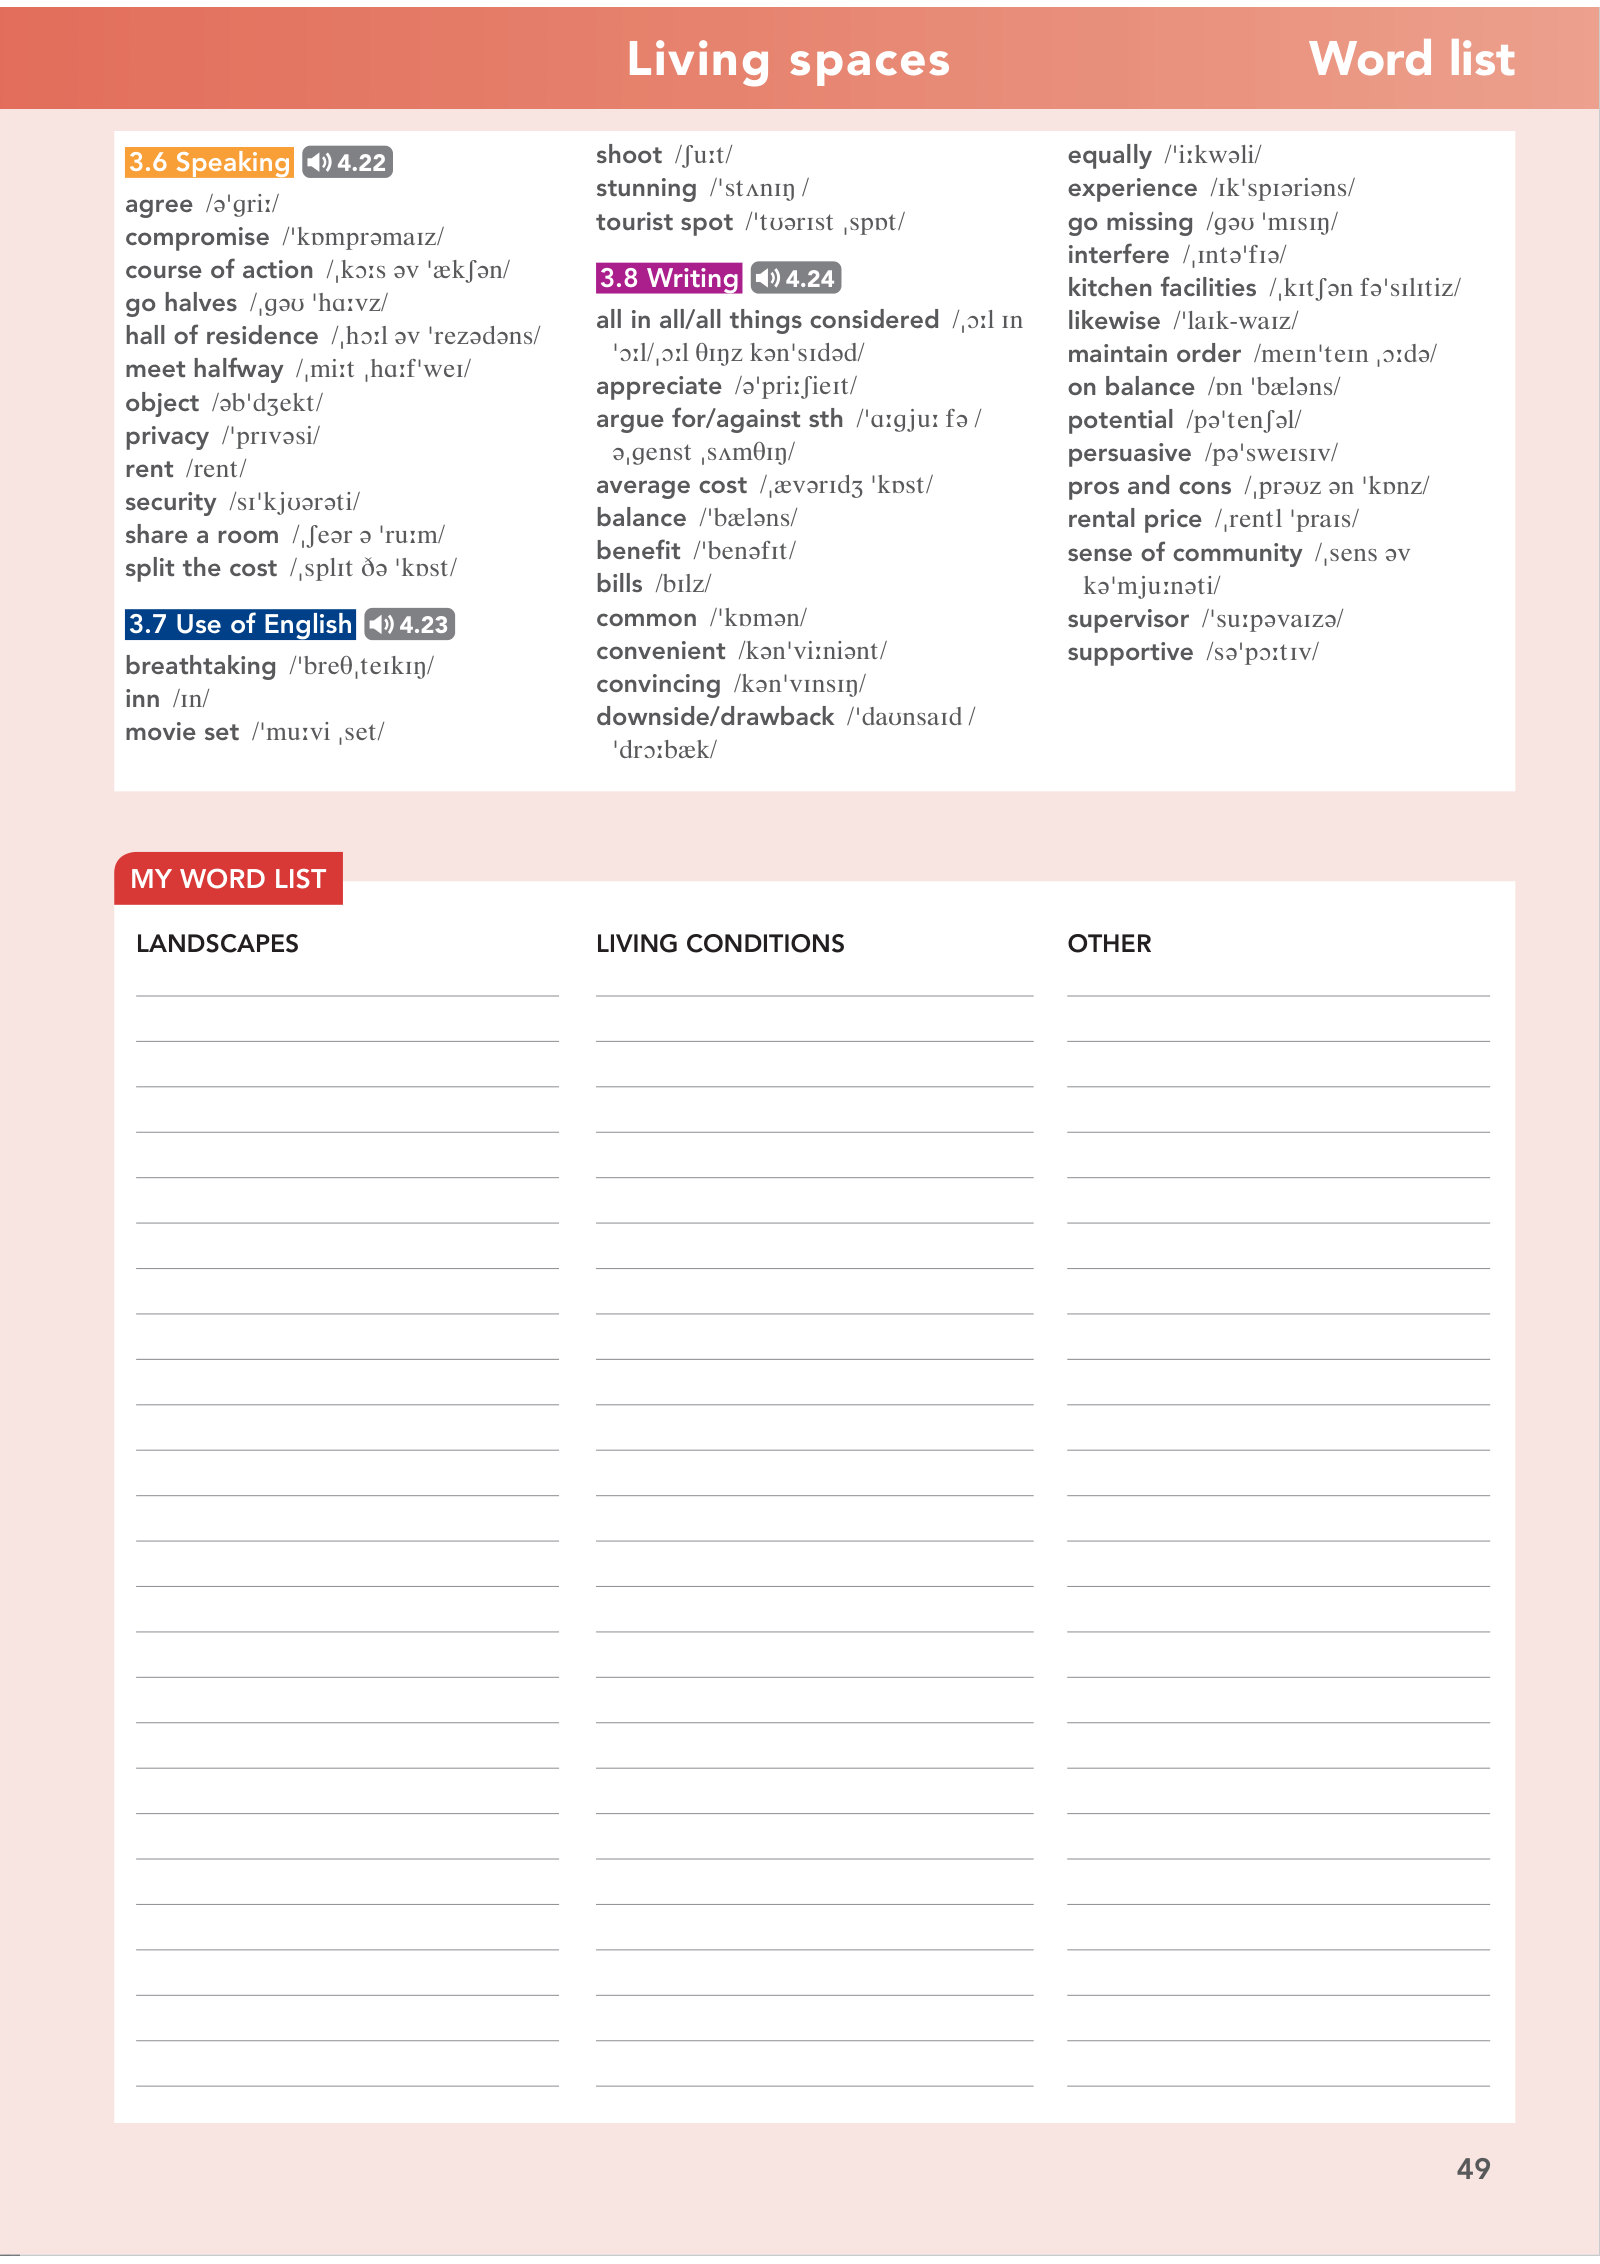 Living spaces
Word list
3.6 Speaking 4.22
agree /əˈɡriː/
compromise /ˈkɒmprəmaɪz/
course of action /ˌkɔːs əv ˈækʃən/
go halves /ˌɡəʊ ˈhɑːvz/
hall of residence /ˌhɔːl əv ˈrezədəns/
meet halfway /ˌmiːt ˌhɑːfˈweɪ/
object /əbˈdʒekt/
privacy /ˈprɪvəsi/
rent /rent/
security /sɪˈkjʊərəti/
share a room /ˌʃeər ə ˈruːm/
split the cost /ˌsplɪt ðə ˈkɒst/
3.7 Use of English 4.23
breathtaking /ˈbreθˌteɪkɪŋ/
inn /ɪn/
movie set /ˈmuːvi ˌset/
shoot /ʃuːt/
stunning /ˈstʌnɪŋ /
tourist spot /ˈtʊərɪst ˌspɒt/
3.8 Writing 4.24
all in all/all things considered /ˌɔːl ɪn
ˈɔːl/ˌɔːl θɪŋz kənˈsɪdəd/
appreciate /əˈpriːʃieɪt/
argue for/against sth /ˈɑːɡjuː fə /
əˌɡenst ˌsʌmθɪŋ/
average cost /ˌævərɪdʒ ˈkɒst/
balance /ˈbæləns/
benefit /ˈbenəfɪt/
bills /bɪlz/
common /ˈkɒmən/
convenient /kənˈviːniənt/
convincing /kənˈvɪnsɪŋ/
downside/drawback /ˈdaʊnsaɪd /
ˈdrɔːbæk/
equally /ˈiːkwəli/
experience /ɪkˈspɪəriəns/
go missing /ɡəʊ ˈmɪsɪŋ/
interfere /ˌɪntəˈfɪə/
kitchen facilities /ˌkɪtʃən fəˈsɪlɪtiz/
likewise /ˈlaɪk-waɪz/
maintain order /meɪnˈteɪn ˌɔːdə/
on balance /ɒn ˈbæləns/
potential /pəˈtenʃəl/
persuasive /pəˈsweɪsɪv/
pros and cons /ˌprəʊz ən ˈkɒnz/
rental price /ˌrentl ˈpraɪs/
sense of community /ˌsens əv
kəˈmjuːnəti/
supervisor /ˈsuːpəvaɪzə/
supportive /səˈpɔːtɪv/
MY WORD LIST
LANDSCAPES
LIVING CONDITIONS
OTHER
49